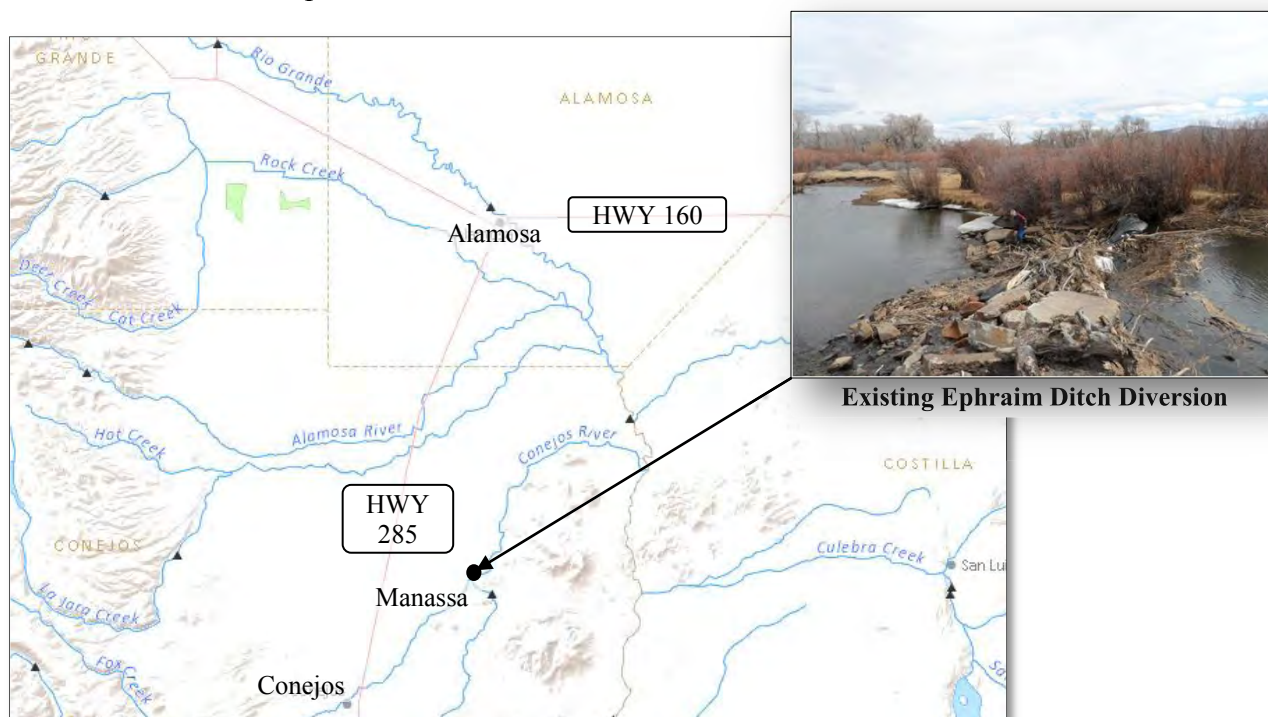 GRANDE
Rio Grande
ALAMOSA
Rock Creek
HWY 160
Alamosa
Deer Creek
Cat Creek
Existing Ephraim Ditch Diversion
Alamosa River
Hot Creek
Conejos River
COSTILLA
HWY
285
CONEJOS
Culebra Creek
San Lui
Manassa
La Jara Creek
Fox Creek
Conejos